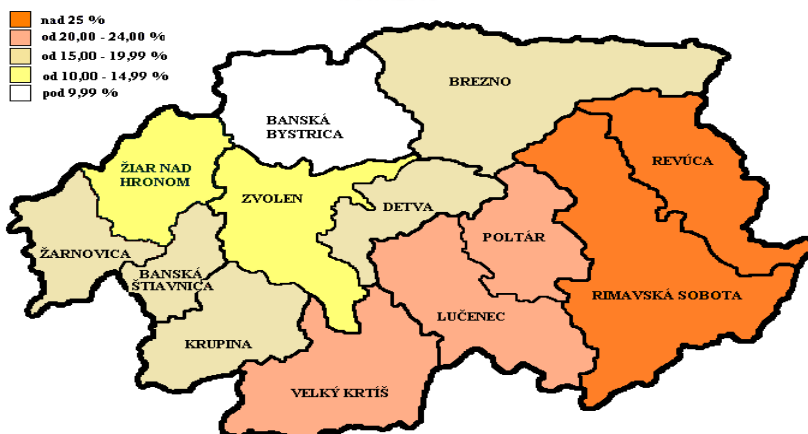 nad 25 %
od 20,00 - 24,00 %
od 15,00 - 19,99 %
od 10,00 - 14,99 %
pod 9,99 %
BREZNO
BANSKÁ
BYSTRICA
REVÚCA
ŽIAR NAD
HRONOM
ZVOLEN
DETVA
POLTÁR
ŽARNOVICA
BANSKÁ
ŠTIAVNICA
RIMAVSKÁ SOBOTA
LUČENEC
KRUPINA
VELKÝ KRTÍŠ